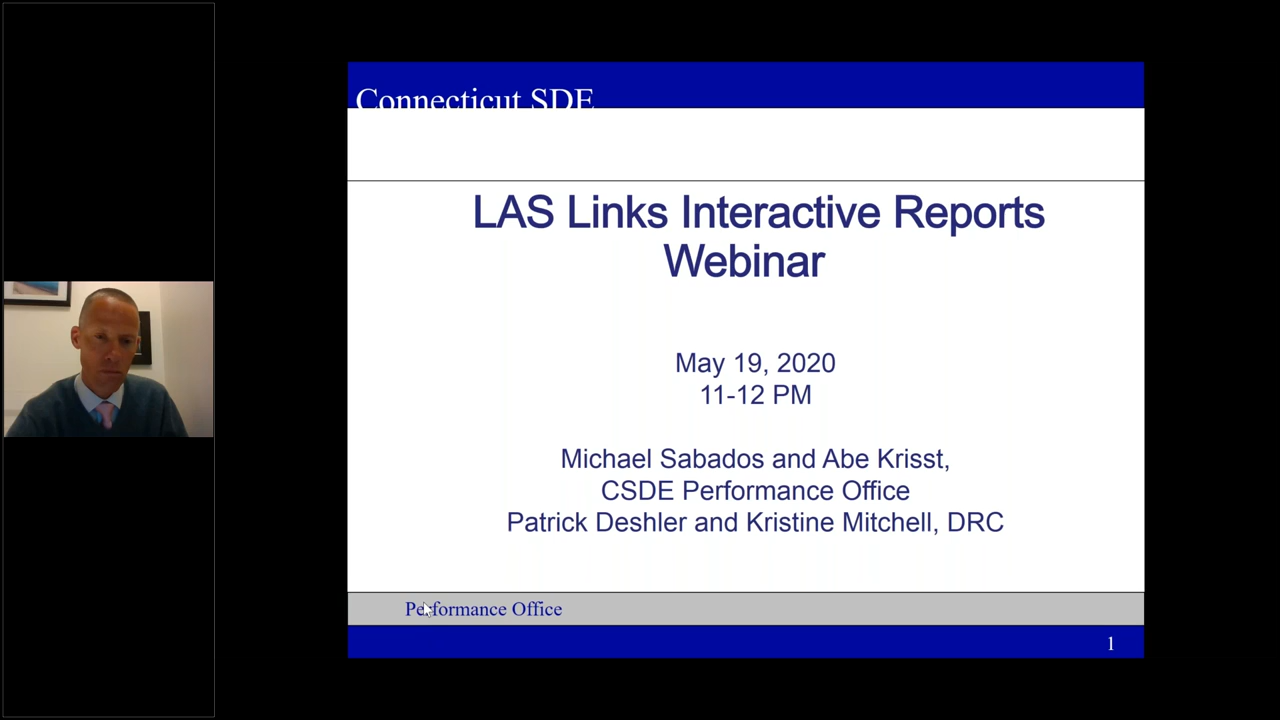 Connecticut SDE
LAS Links Interactive Reports
Webinar
May 19, 2020
11-12 PM
Michael Sabados and Abe Krisst,
CSDE Performance Office
Patrick Deshler and Kristine Mitchell, DRC
Performance Office
1